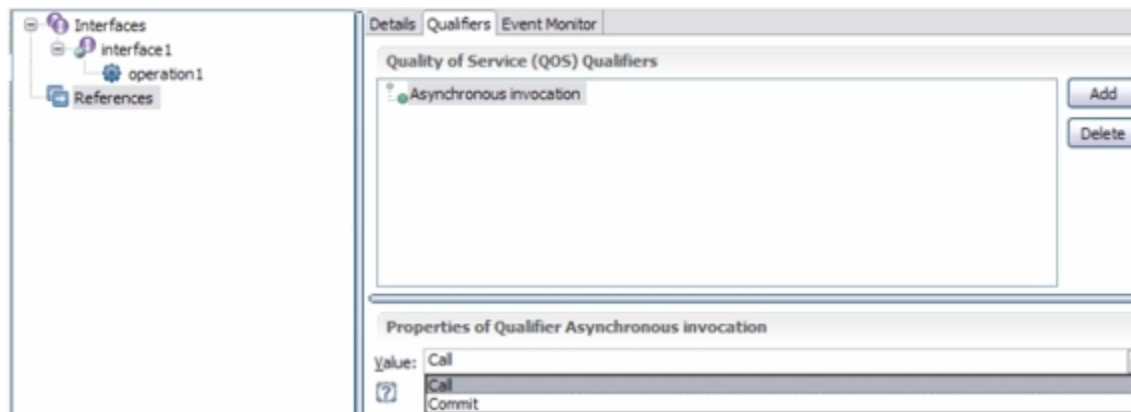 Interfaces
interface1
operation1
References
Details Qualifiers Event Monitor
Quality of Service (QOS) Qualifiers
Asynchronous invocation
Add
Delete
Properties of Qualifier Asynchronous invocation
Value: Call
Call
Commit